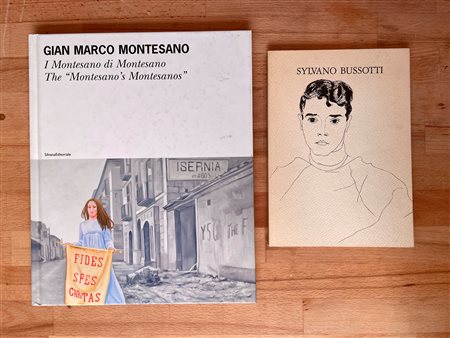 GIAN MARCO MONTESANO
I Montesano di Montesano
The “Montesano’s Montesanos”
SilvanaEditoriale
ISERNIA
FIDES
SPES
CARITAS
SYLVANO BUSSOTTI